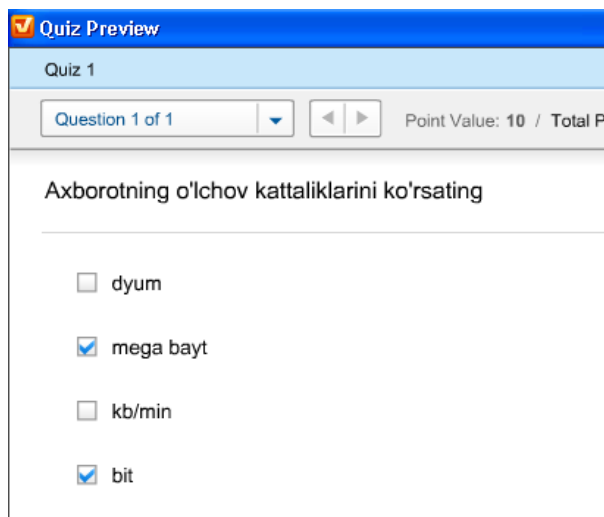 Quiz Preview
Quiz 1
Question 1 of 1 Point Value: 10 / Total P
Axborotning o'lchov kattaliklarini ko'rsating
dyum
mega bayt
kb/min
bit